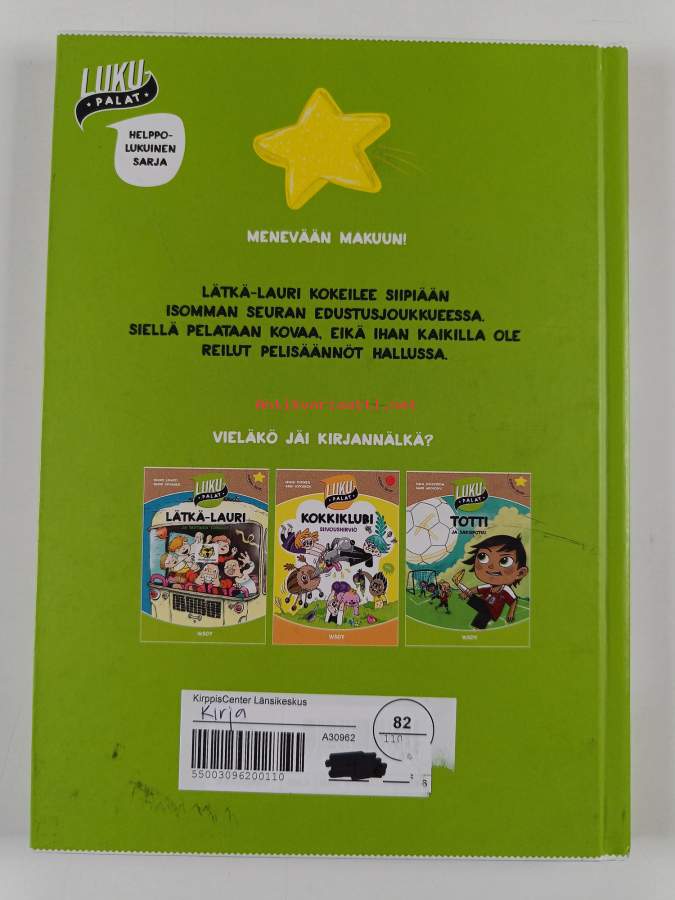 LUKU
PALAT
HELPPO-
LUKUINEN
SARJA
MENEVÄÄN MAKUUN!
LÄTKÄ-LAURI KOKEILEE SIIPIÄÄN
ISOMMAN SEURAN EDUSTUSJOUKKUEESSA.
SIELLÄ PELATAAN KOVAA, EIKÄ IHAN KAIKILLA OLE
REILUT PELISÄÄNNÖT HALLUSSA.
Antikvariaatti.net
VIELÄKÖ JÄI KIRJANNÄLKÄ?
LUKU
PALAT
LÄTKÄ-LAURI
WSOY
LUKU
PALAT
KOKKIKLUBI
SIIVOUSHIRVIÖ
WSOY
LUKU
PALAT
TOTTI
WSOY
KirppisCenter Länsikeskus
Kirja
82
A30962
110
55003096200110